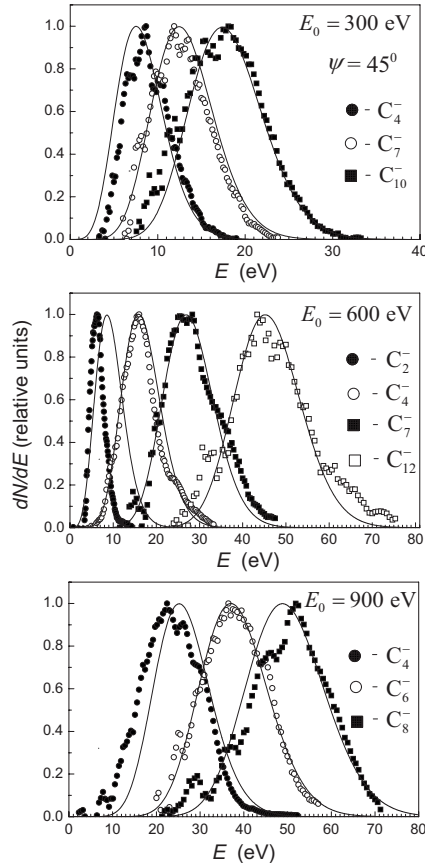 E₀ = 300 eV
ψ = 45⁰
- C₄⁻
- C₇⁻
- C₁₀⁻
1.0
0.8
0.6
0.4
0.2
0.0
0 10 20 30 40
E (eV)
dN/dE (relative units)
E₀ = 600 eV
- C₂⁻
- C₄⁻
- C₇⁻
- C₁₂⁻
1.0
0.8
0.6
0.4
0.2
0.0
0 10 20 30 40 50 60 70 80
E (eV)
E₀ = 900 eV
- C₄⁻
- C₆⁻
- C₈⁻
1.0
0.8
0.6
0.4
0.2
0.0
0 10 20 30 40 50 60 70 80
E (eV)